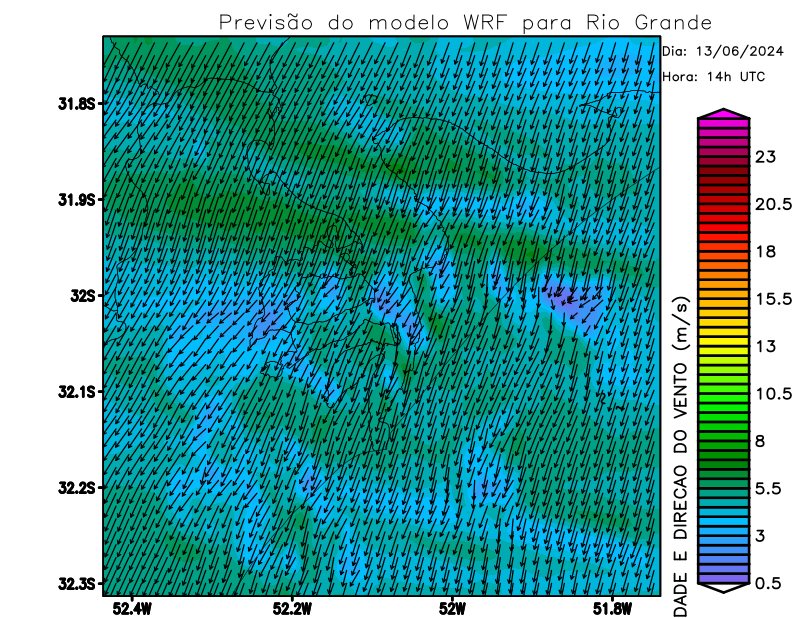 Previsão do modelo WRF para Rio Grande
Dia: 13/06/2024
Hora: 14h UTC
31.8S
31.9S
32S
32.1S
32.2S
32.3S
52.4W
52.2W
52W
51.8W
23
20.5
18
15.5
13
10.5
8
5.5
3
0.5
DADE E DIRECAO DO VENTO (m/s)